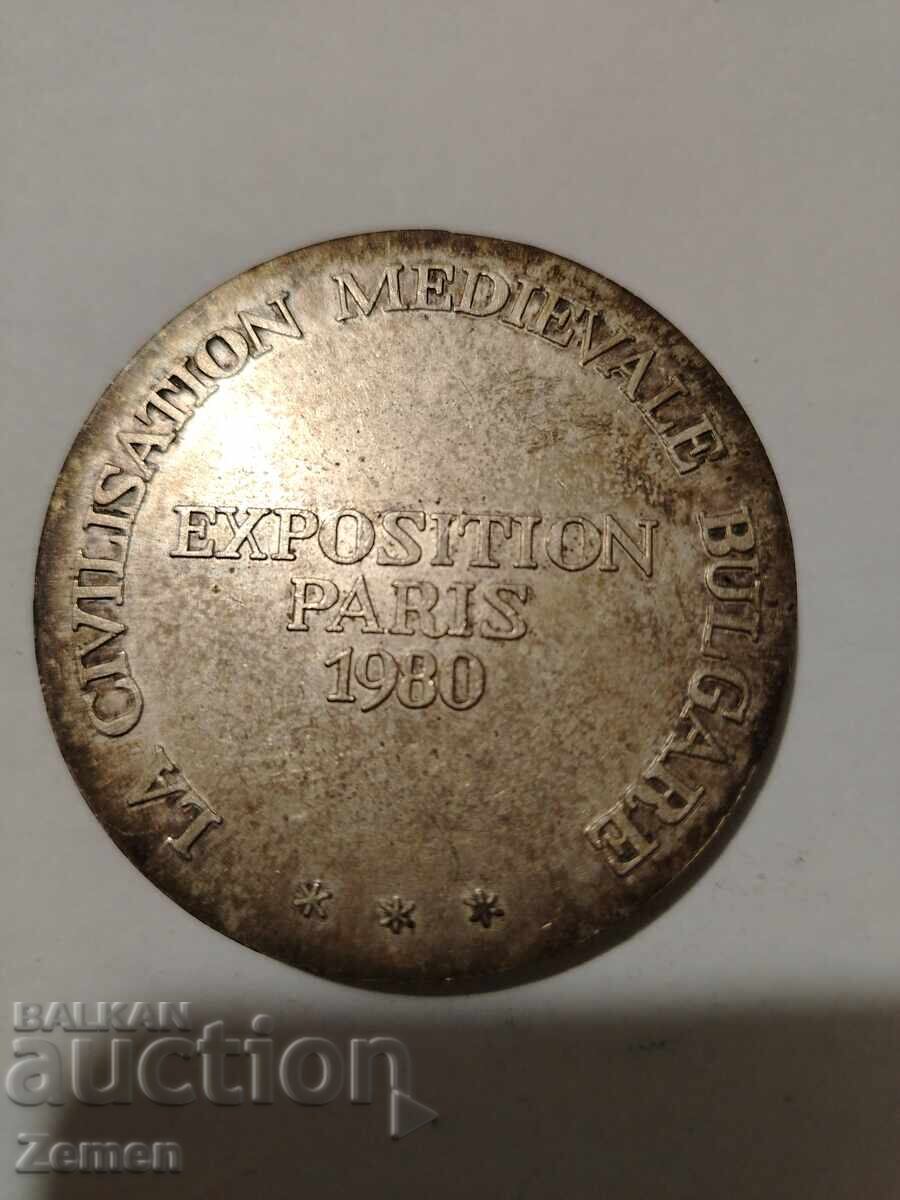 LA CIVILISATION MEDIEVALE BULGARE
EXPOSITION
PARIS
1980
* * *
BALKAN
auction
Zemen